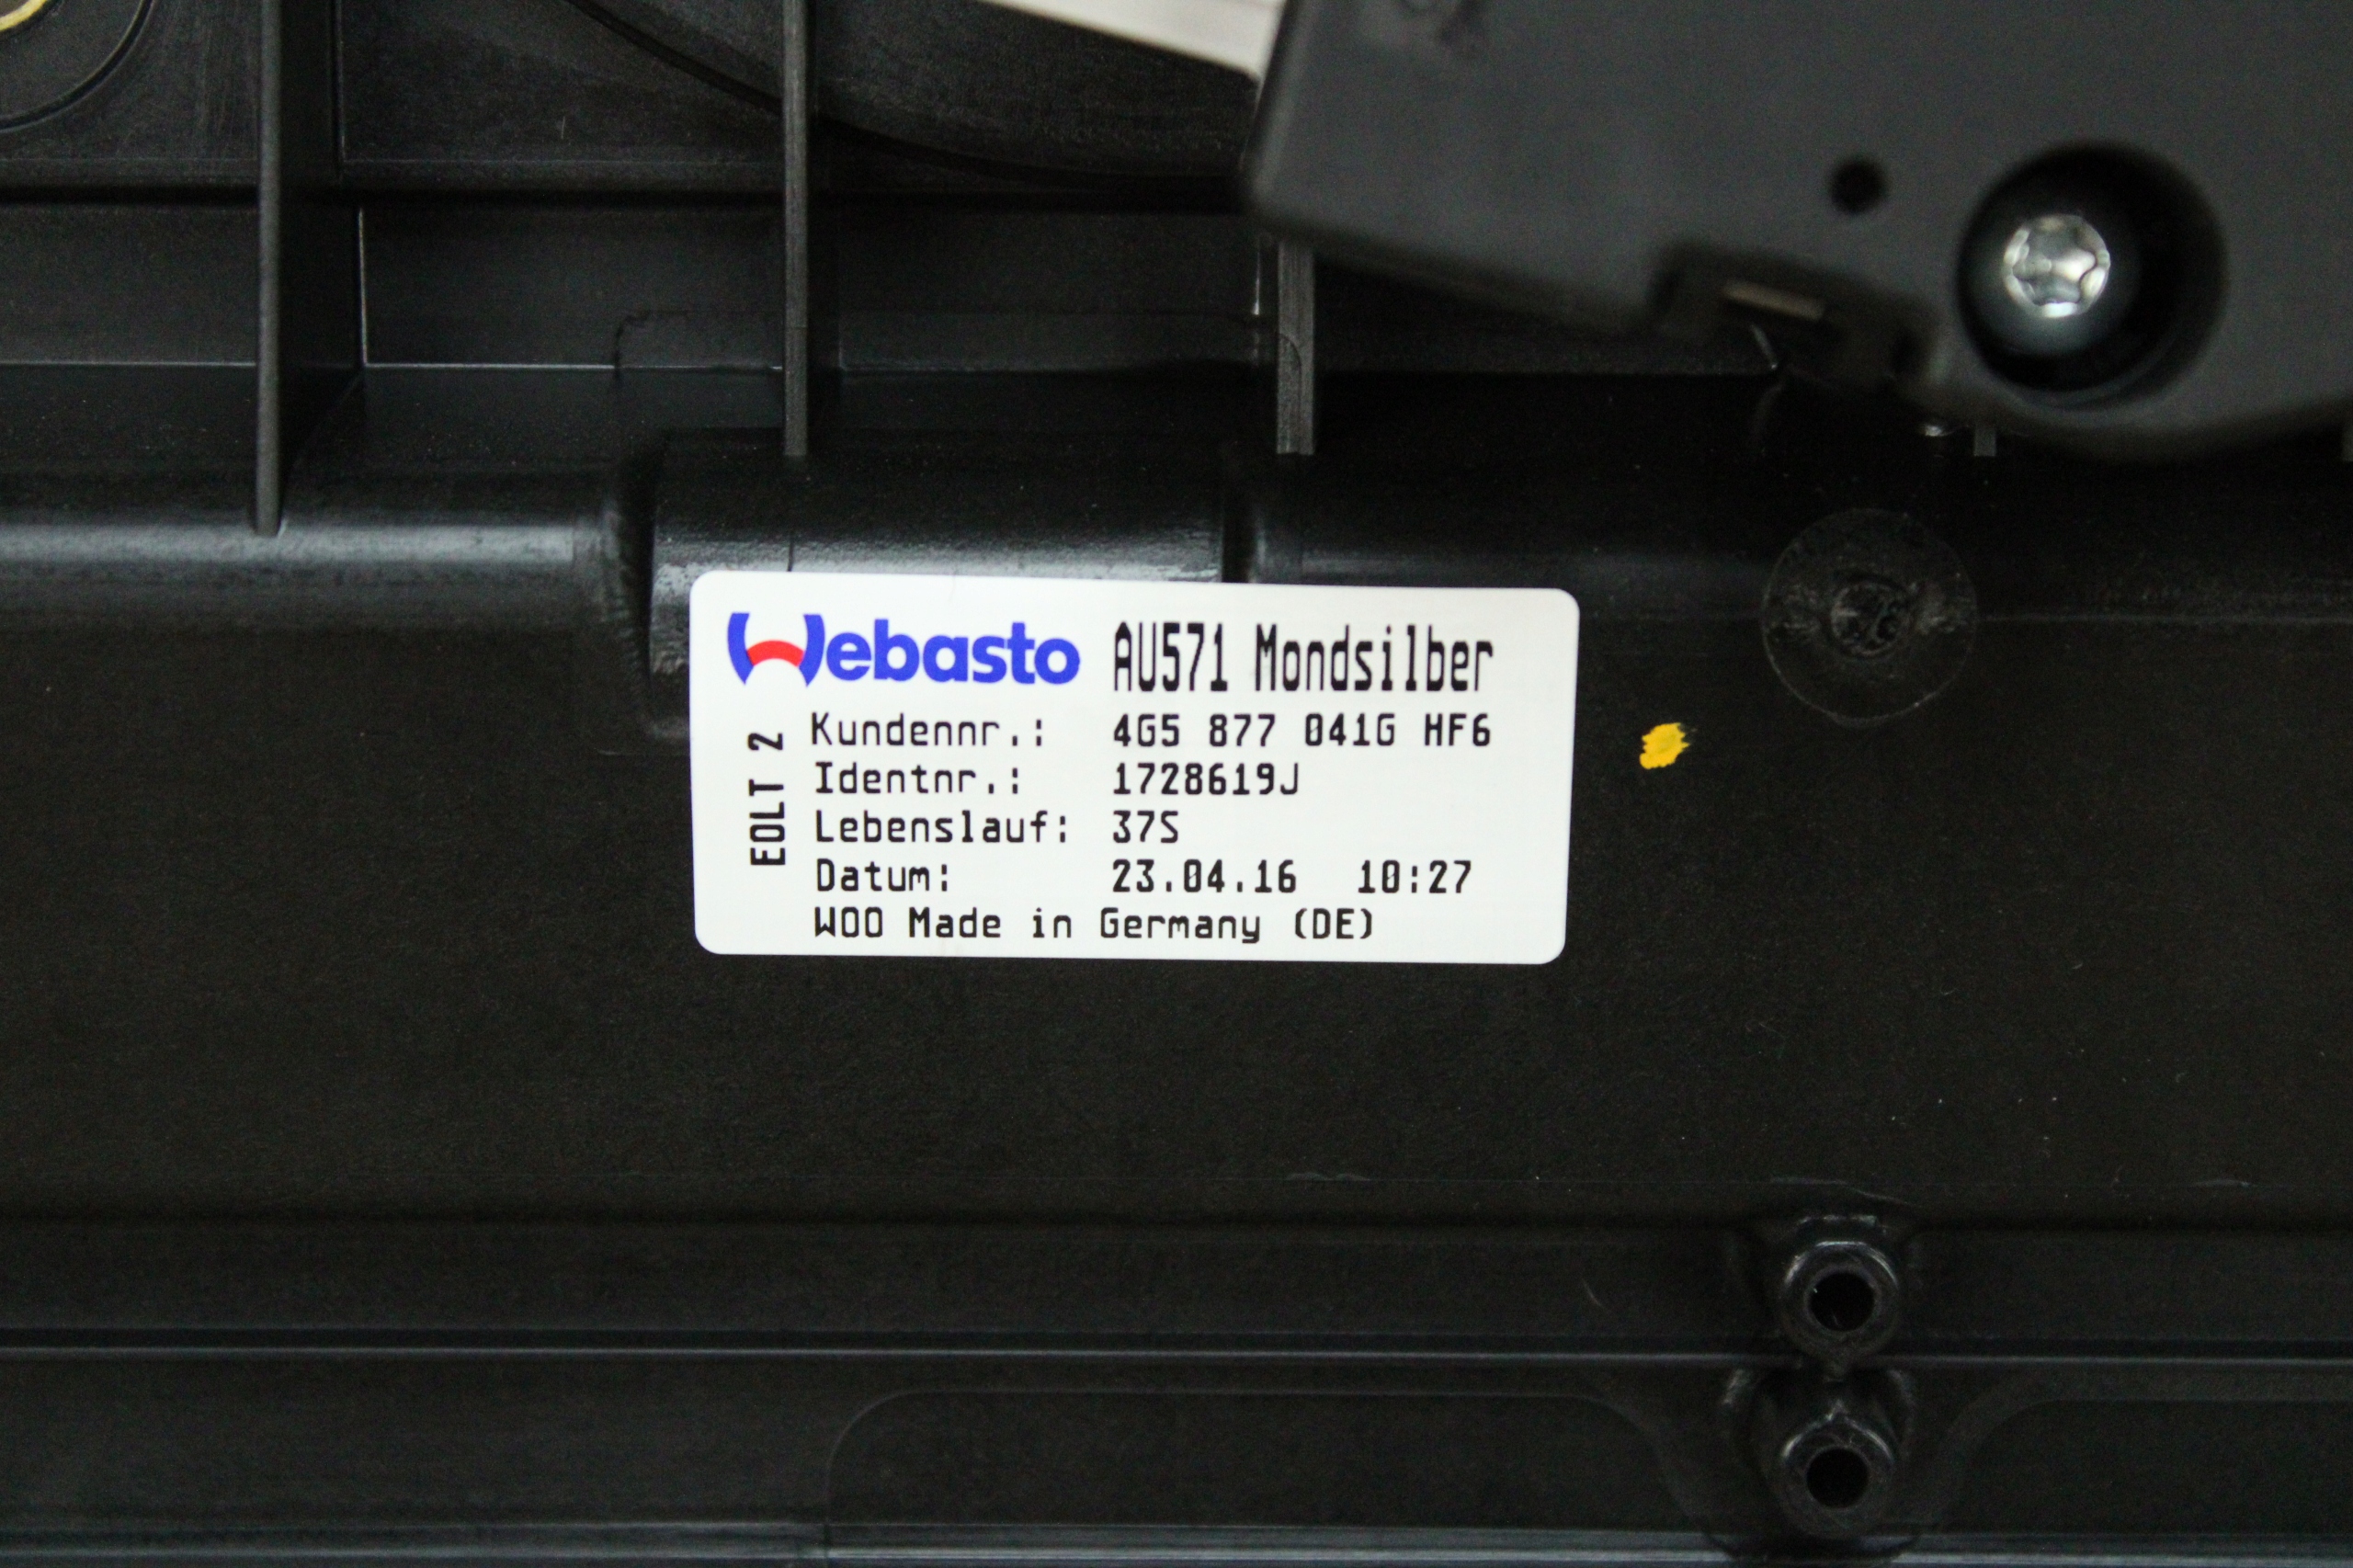 Webasto AU571 Mondsilber
EOLT 2
Kundennr.: 4G5 877 041G HF6
Identnr.: 1728619J
Lebenslauf: 37S
Datum: 23.04.16 10:27
WOO Made in Germany (DE)